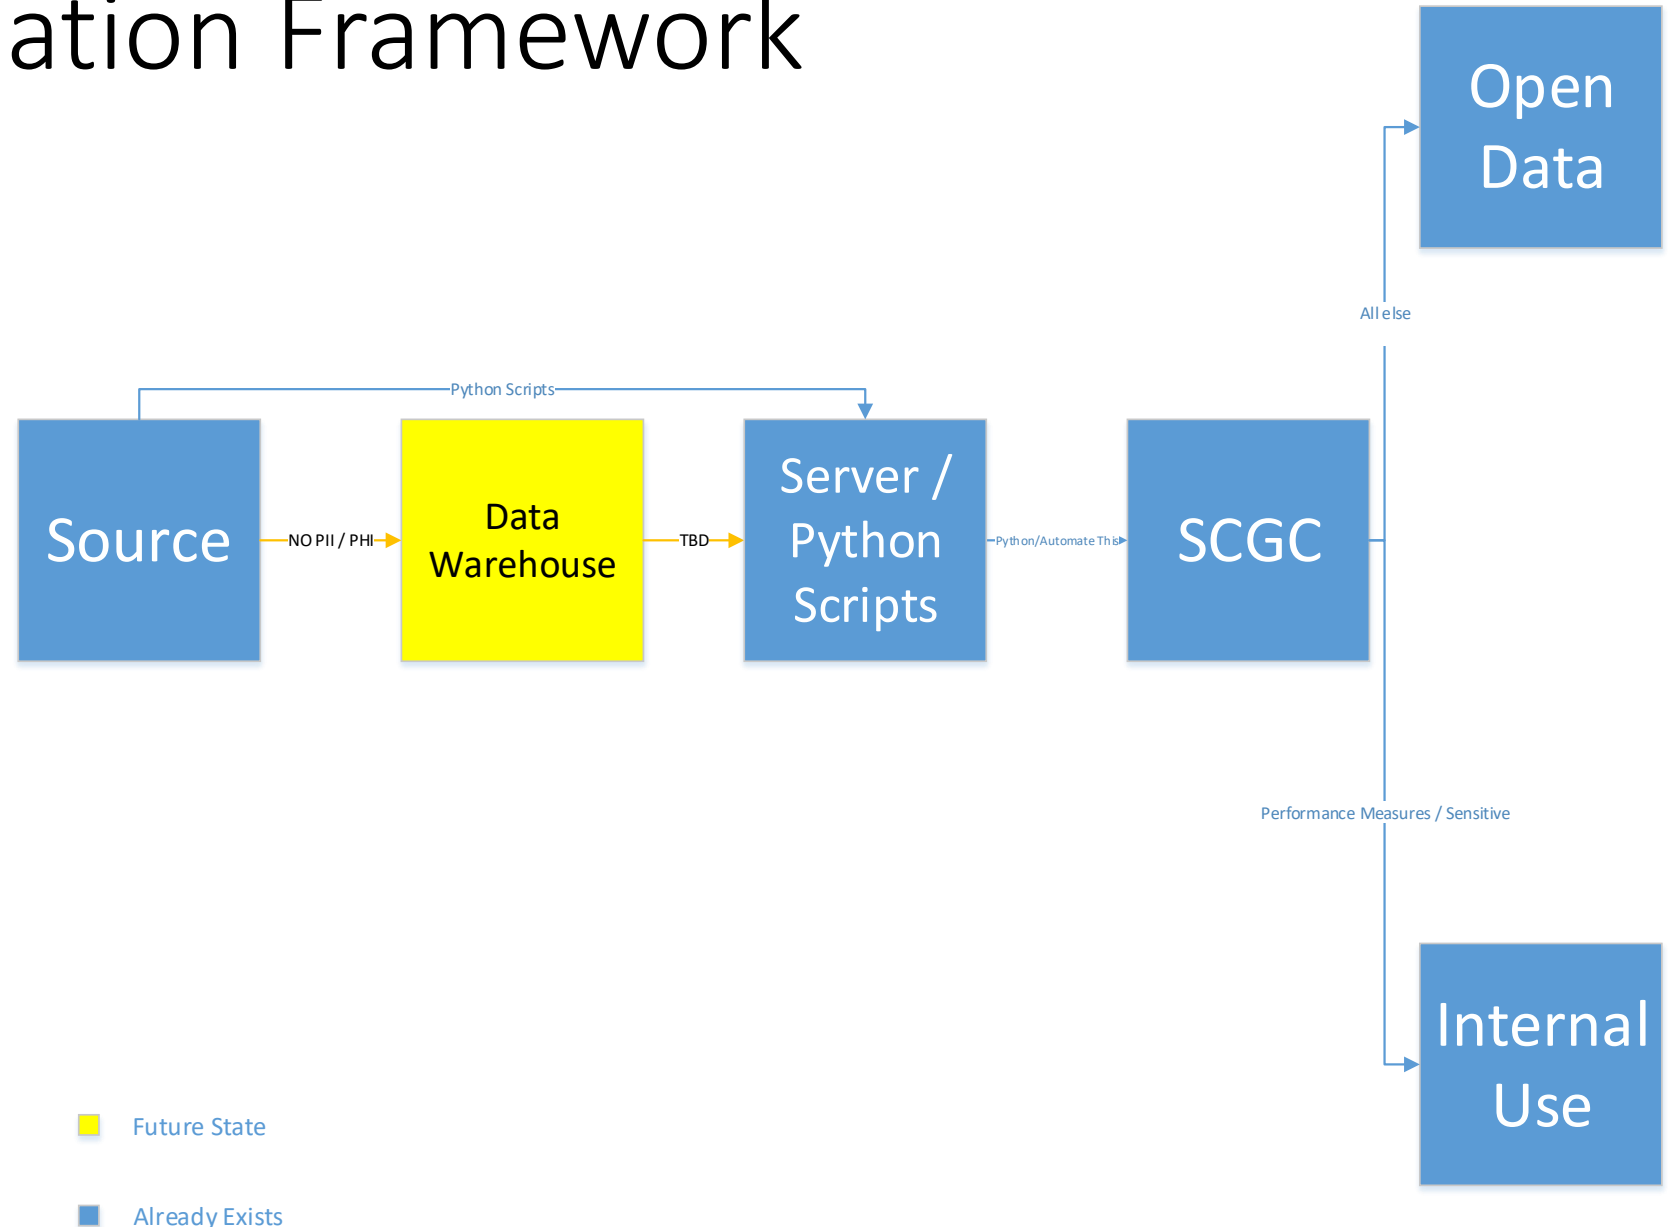 ation Framework
Open
Data
All else
Python Scripts
Source
NO PII / PHI
Data
Warehouse
TBD
Server /
Python
Scripts
Python/Automate This
SCGC
Performance Measures / Sensitive
Internal
Use
Future State
Already Exists